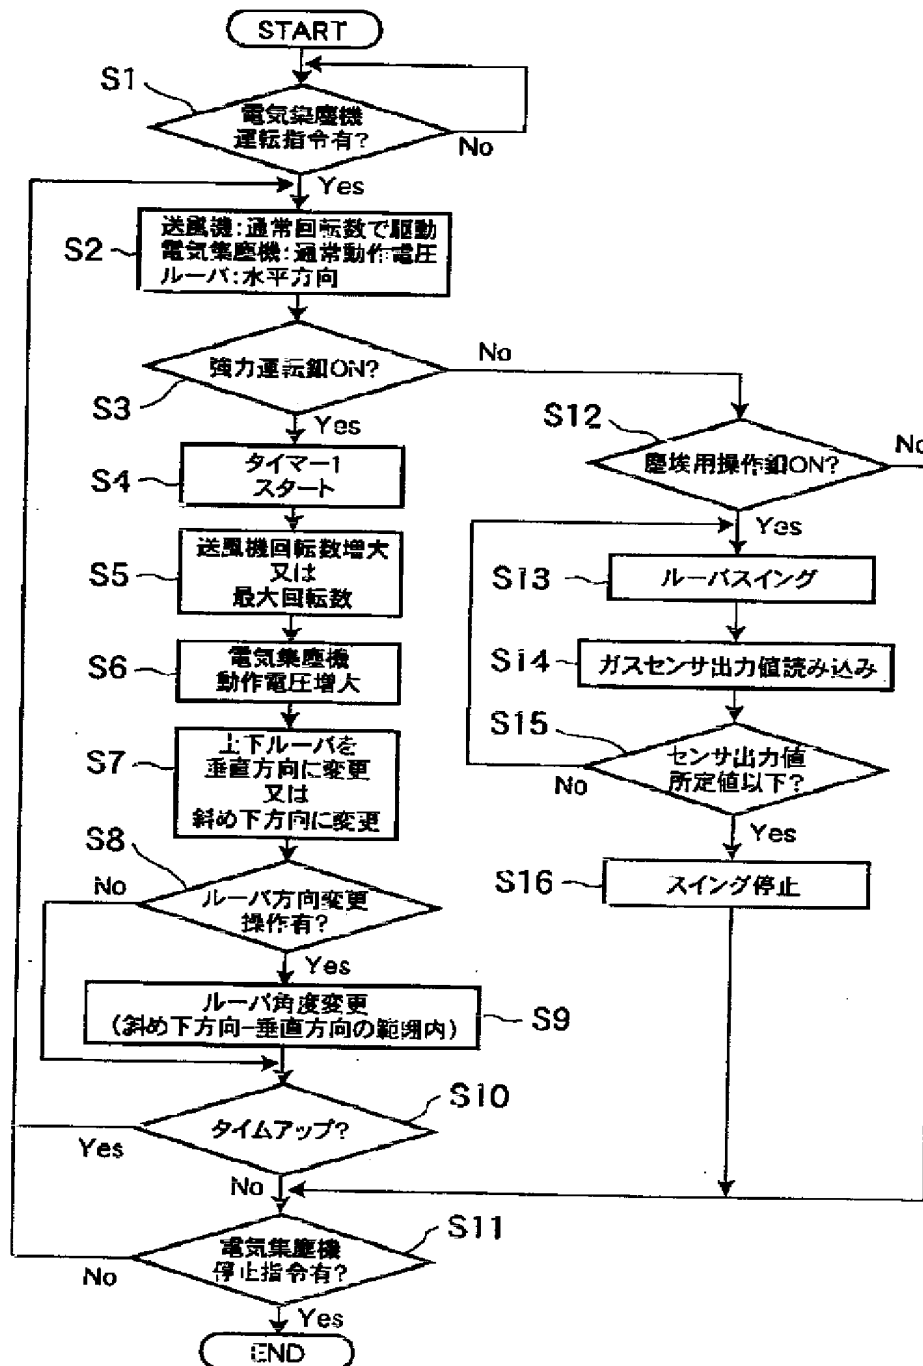 START
S1
電気集塵機
運転指令有?
No
Yes
S2
送風機:通常回転数で駆動
電気集塵機:通常動作電圧
ルーバ:水平方向
強力運転釦ON?
No
S3
Yes
S12
塵埃用操作釦ON?
No
Yes
S4
タイマー1
スタート
S5
送風機回転数増大
又は
最大回転数
S13
ルーバスイング
S6
電気集塵機
動作電圧増大
S14
ガスセンサ出力値読み込み
S7
上下ルーバを
垂直方向に変更
又は
斜め下方向に変更
S15
センサ出力値
所定値以下?
No
Yes
S8
No
ルーバ方向変更
操作有?
Yes
S16
スイング停止
ルーバ角度変更
(斜め下方向-垂直方向の範囲内)
S9
S10
タイムアップ?
Yes
No
S11
電気集塵機
停止指令有?
No
Yes
END